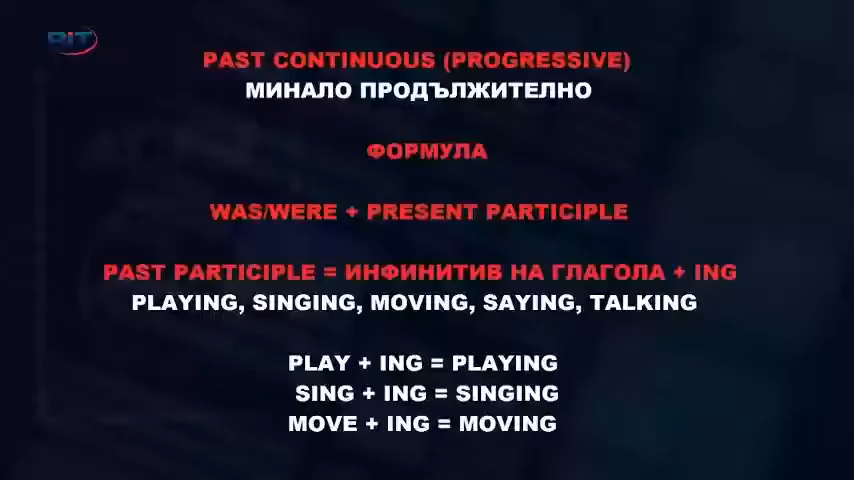 BIT
PAST CONTINUOUS (PROGRESSIVE)
МИНАЛО ПРОДЪЛЖИТЕЛНО
ФОРМУЛА
WAS/WERE + PRESENT PARTICIPLE
PAST PARTICIPLE = ИНФИНИТИВ НА ГЛАГОЛА + ING
PLAYING, SINGING, MOVING, SAYING, TALKING
PLAY + ING = PLAYING
SING + ING = SINGING
MOVE + ING = MOVING